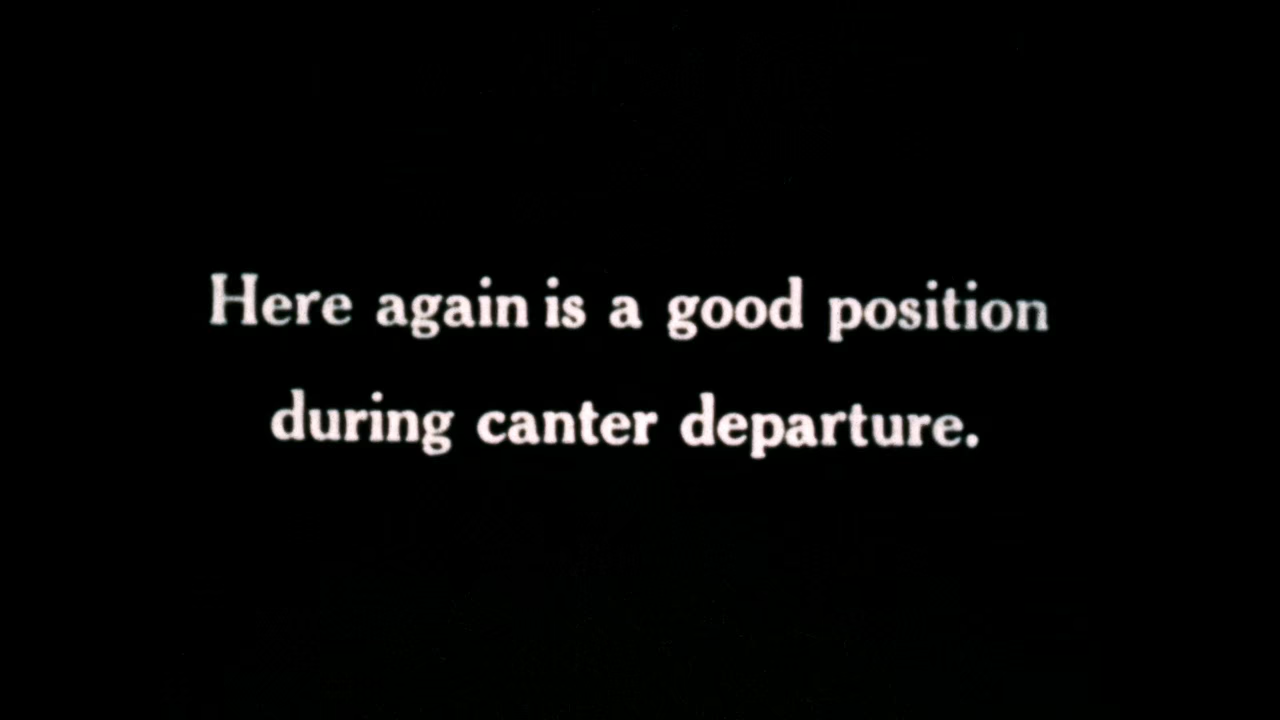 Here again is a good position
during canter departure.